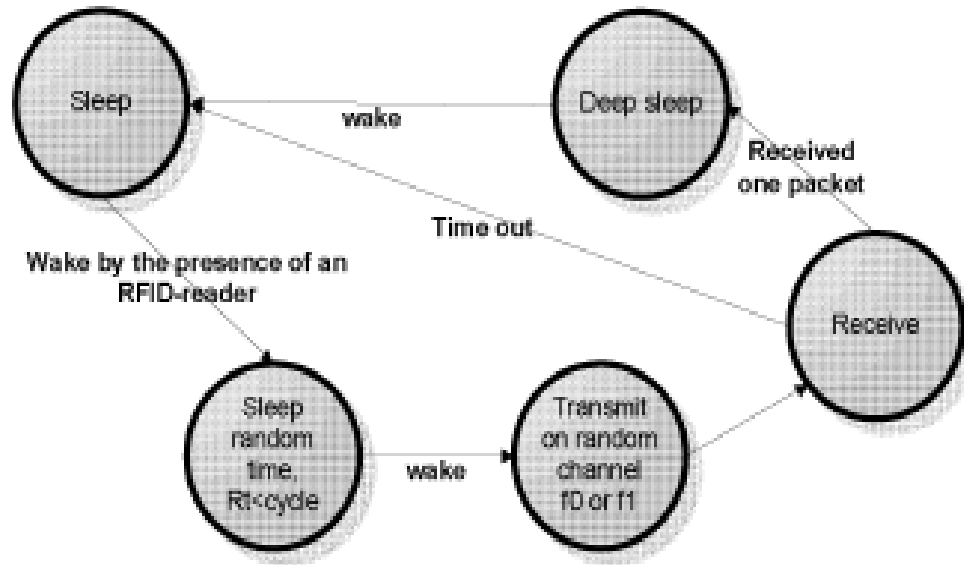 Sleep
Deep sleep
wake
Received
one packet
Time out
Wake by the presence of an
RFID-reader
Receive
Sleep
random
time,
Rt<cycle
wake
Transmit
on random
channel
f0 or f1